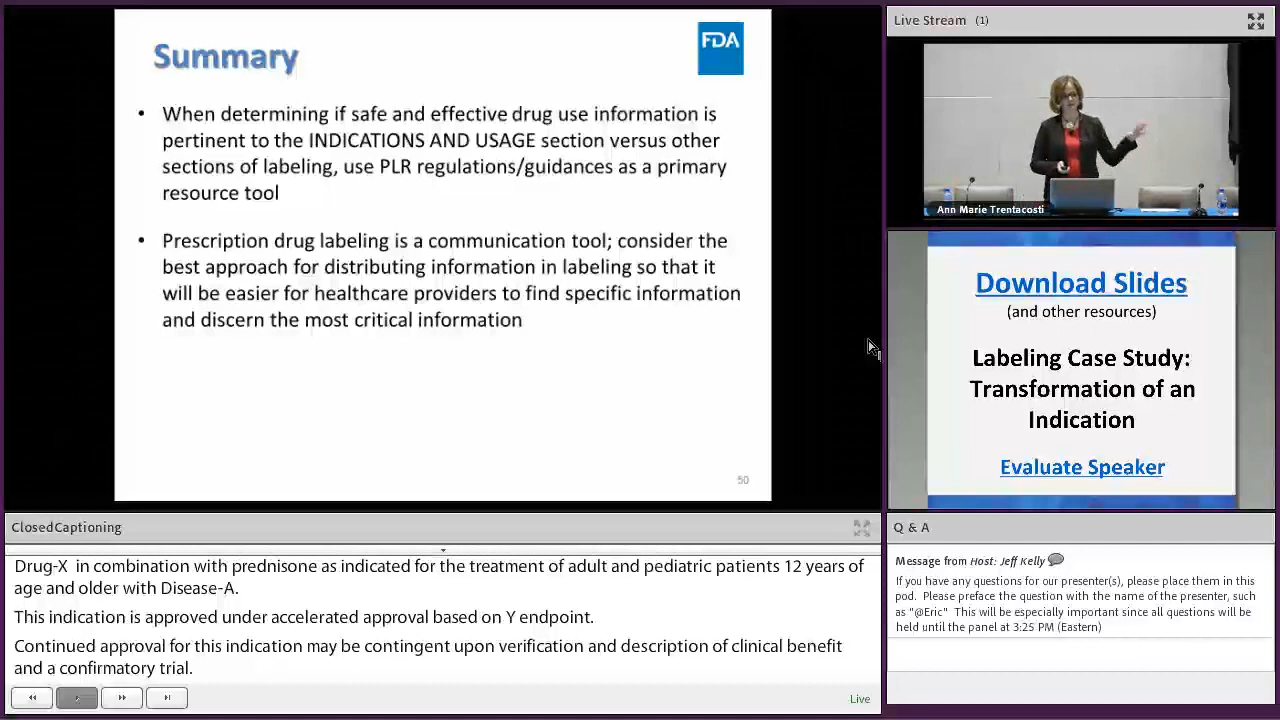 Summary
FDA
• When determining if safe and effective drug use information is
pertinent to the INDICATIONS AND USAGE section versus other
sections of labeling, use PLR regulations/guidances as a primary
resource tool
• Prescription drug labeling is a communication tool; consider the
best approach for distributing information in labeling so that it
will be easier for healthcare providers to find specific information
and discern the most critical information
50
Live Stream (1)
Ann Marie Trentacosti
Download Slides
(and other resources)
Labeling Case Study:
Transformation of an
Indication
Evaluate Speaker
ClosedCaptioning
Drug-X in combination with prednisone as indicated for the treatment of adult and pediatric patients 12 years of
age and older with Disease-A.
This indication is approved under accelerated approval based on Y endpoint.
Continued approval for this indication may be contingent upon verification and description of clinical benefit
and a confirmatory trial.
Live
Q & A
Message from Host: Jeff Kelly
If you have any questions for our presenter(s), please place them in this
pod. Please preface the question with the name of the presenter, such
as "@Eric" This will be especially important since all questions will be
held until the panel at 3:25 PM (Eastern)